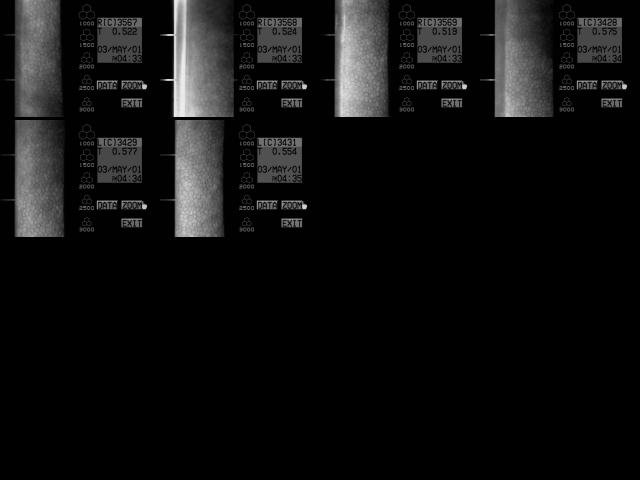 1000
R[C]3567
T 0.522
1500
03/MAY/01
PM04:33
2000
2500
DATA ZOOM
EXIT
3000
1000
R[C]3568
T 0.524
1500
03/MAY/01
PM04:33
2000
2500
DATA ZOOM
EXIT
3000
1000
R[C]3569
T 0.519
1500
03/MAY/01
PM04:33
2000
2500
DATA ZOOM
EXIT
3000
1000
L[C]3428
T 0.575
1500
03/MAY/01
PM04:34
2000
2500
DATA ZOOM
EXIT
3000
1000
L[C]3429
T 0.577
1500
03/MAY/01
PM04:34
2000
2500
DATA ZOOM
EXIT
3000
1000
L[C]3431
T 0.554
1500
03/MAY/01
PM04:35
2000
2500
DATA ZOOM
EXIT
3000